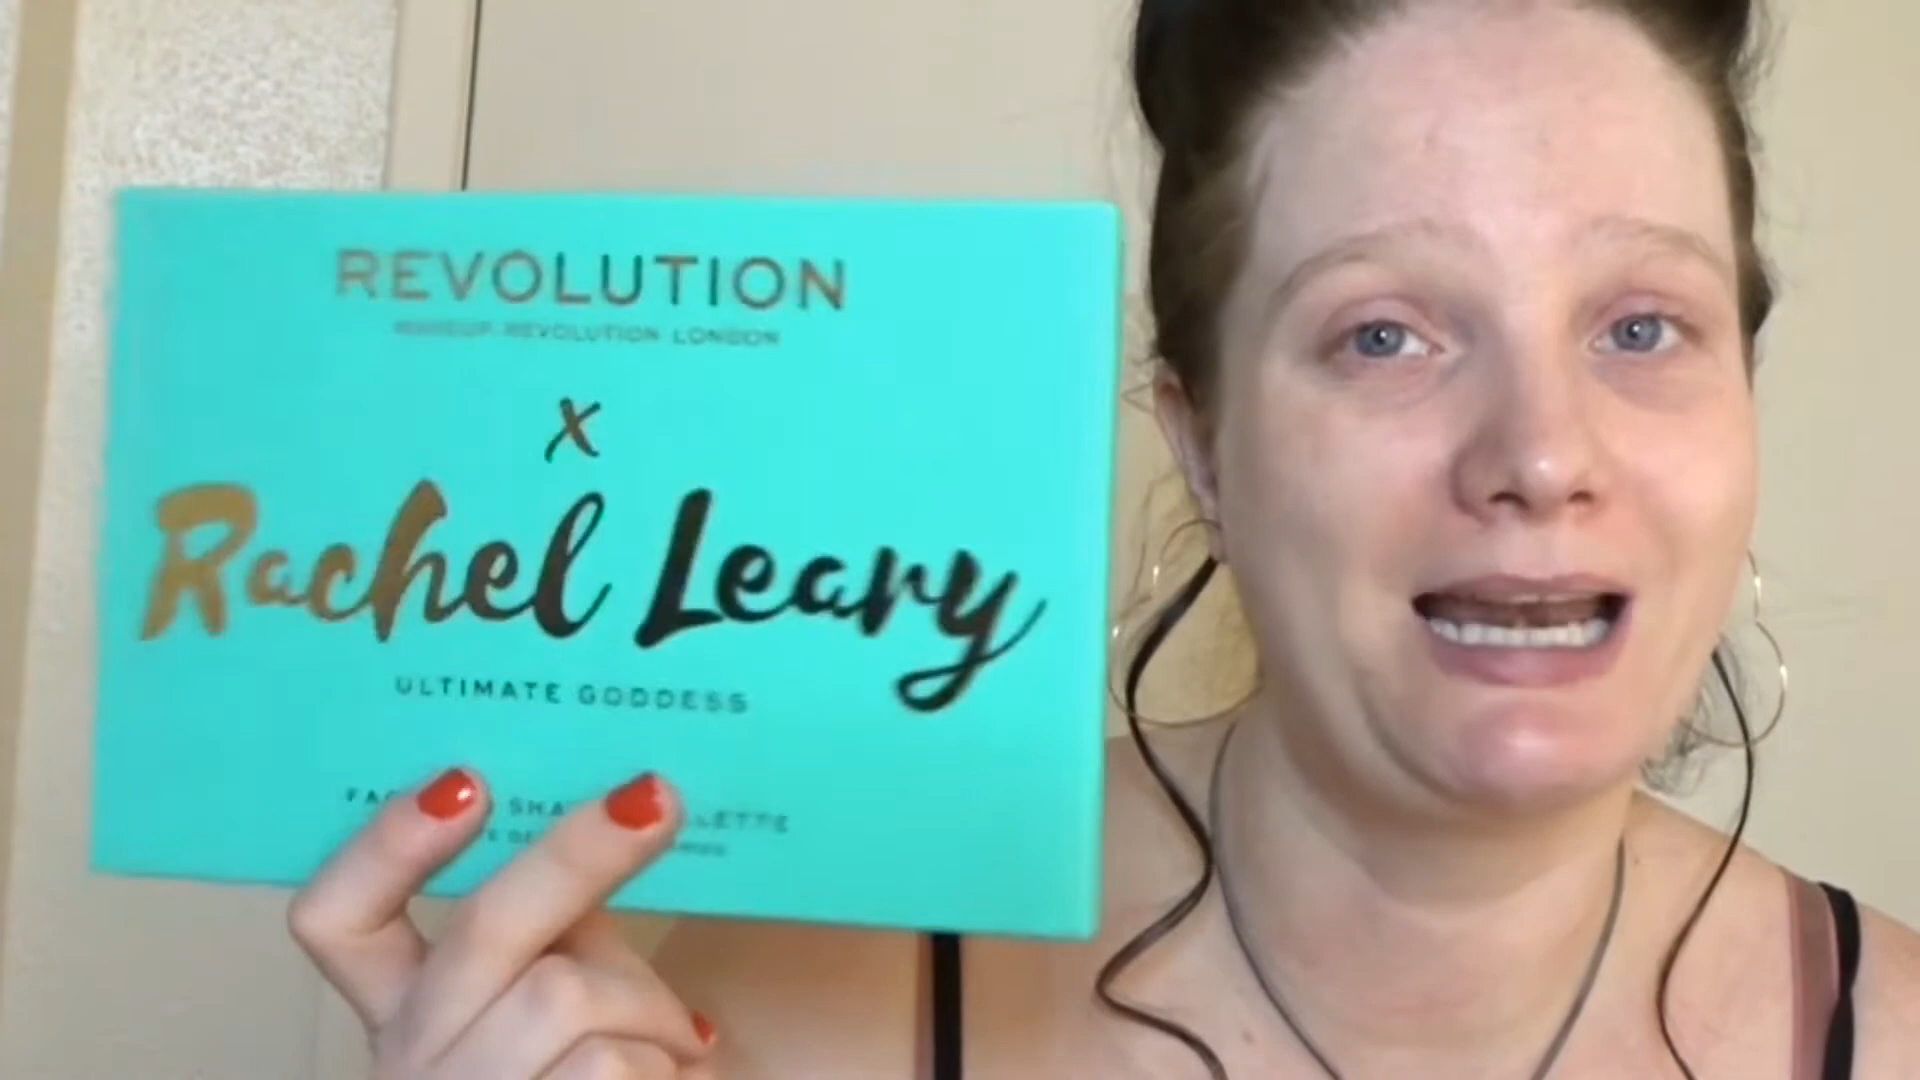 REVOLUTION
MAKEUP REVOLUTION LONDON
X
Rachel Leary
ULTIMATE GODDESS